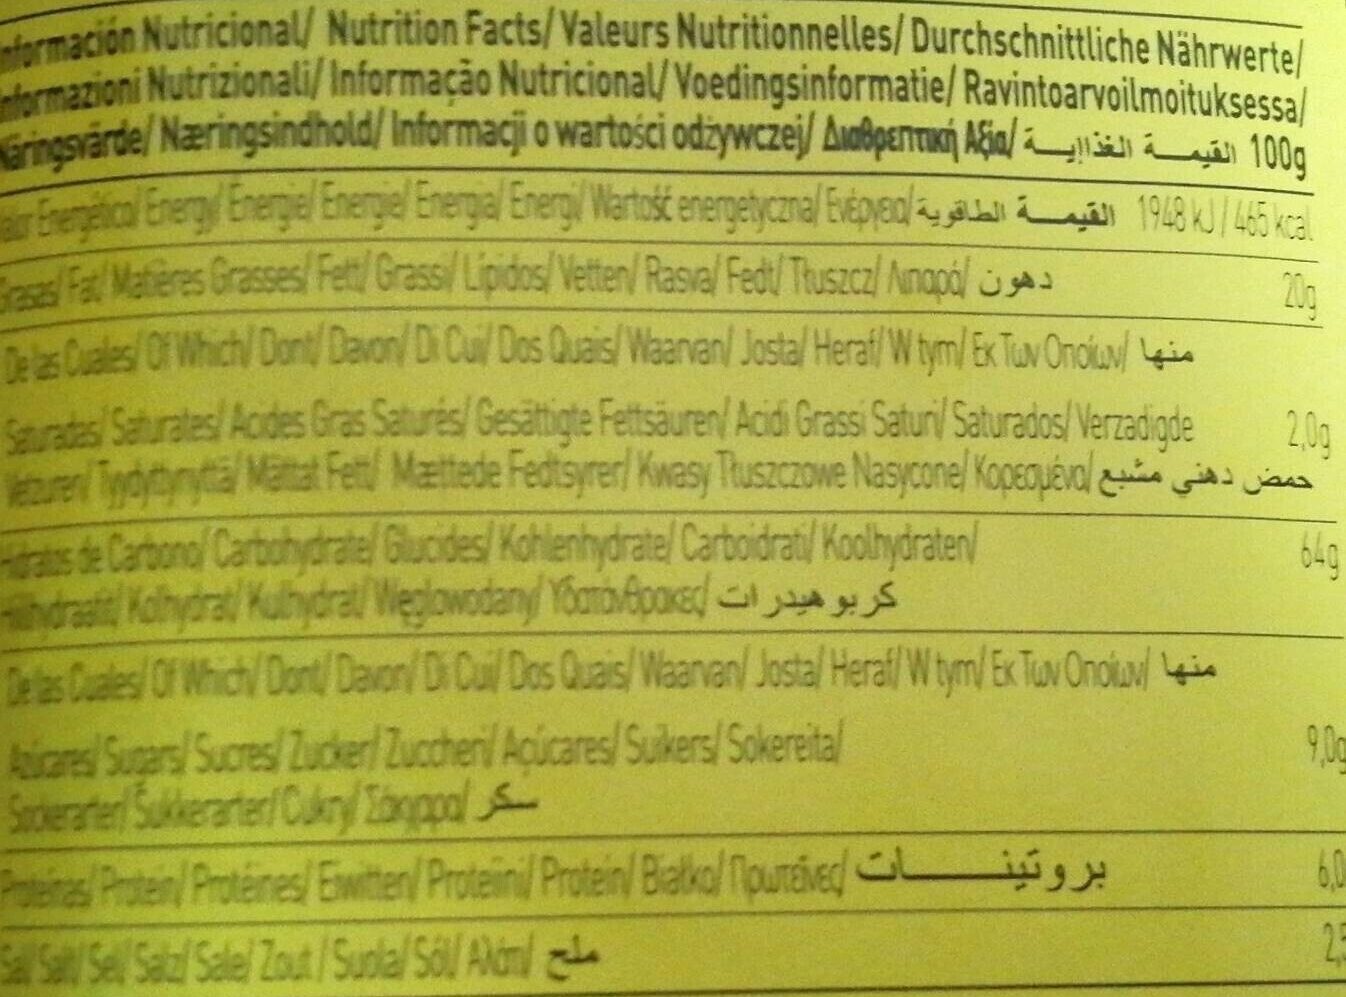 Información Nutricional/ Nutrition Facts/ Valeurs Nutritionnelles/ Durchschnittliche Nährwerte/
Informazioni Nutrizionali/ Informação Nutricional/ Voedingsinformatie/ Ravintoarvoilmoituksessa/
Näringsvärde/ Næringsindhold/ Informacji o wartości odżywczej/ Διαθρεπτική Αξία/ القيمة الغذاإية 100g
Valor Energético/ Energy/ Énergie/ Energie/ Energia/ Energi/ Wartość energetyczna/ Ενέργεια/ القيمة الطاقوية 1948 kJ / 465 kcal
Grasas/ Fat/ Matières Grasses/ Fett/ Grassi/ Lípidos/ Vetten/ Rasva/ Fedt/ Tłuszcz/ Λιπαρά/ دهون 20g
De las Cuales/ Of Which/ Dont/ Davon/ Di Cui/ Dos Quais/ Waarvan/ Josta/ Heraf/ W tym/ Εκ Των Οποίων/ منها
Saturadas/ Saturates/ Acides Gras Saturés/ Gesättigte Fettsäuren/ Acidi Grassi Saturi/ Saturados/ Verzadigde 2,0g
Vetzuren/ Tyydyttynyttä/ Mättat Fett/ Mættede Fedtsyrer/ Kwasy Tłuszczowe Nasycone/ Κορεσμένα/ حمض دهني مشبع
Hidratos de Carbono/ Carbohydrate/ Glucides/ Kohlenhydrate/ Carboidrati/ Koolhydraten/ 64g
Hiilihydraatit/ Kolhydrat/ Kulhydrat/ Węglowodany/ Υδατάνθρακες/ كربوهيدرات
De las Cuales/ Of Which/ Dont/ Davon/ Di Cui/ Dos Quais/ Waarvan/ Josta/ Heraf/ W tym/ Εκ Των Οποίων/ منها
Azúcares/ Sugars/ Sucres/ Zucker/ Zuccheri/ Açúcares/ Suikers/ Sokereita/ 9,0g
Sockerarter/ Sukkerarter/ Cukry/ Σάκχαρα/ سكر
Proteínas/ Protein/ Protéines/ Eiwitten/ Proteiini/ Protein/ Białko/ Πρωτεΐνες/ بروتينات 6,0
Sal/ Salt/ Sel/ Salz/ Sale/ Zout / Suola/ Sól/ Αλάτι/ ملح 2,5